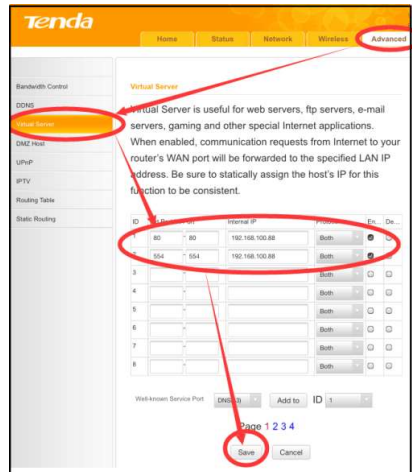 Tenda
Home Status Network Wireless Advanced
Bandwidth Control
DDNS
Virtual Server
DMZ Host
UPnP
IPTV
Routing Table
Static Routing
Virtual Server
Virtual Server is useful for web servers, ftp servers, e-mail
servers, gaming and other special Internet applications.
When enabled, communication requests from Internet to your
router's WAN port will be forwarded to the specified LAN IP
address. Be sure to statically assign the host's IP for this
function to be consistent.
ID Internal IP En... De...
1 80 - 80 192.168.100.88 Both
554 - 554 192.168.100.88 Both
3 - Both
4 - Both
5 - Both
6 - Both
7 - Both
8 - Both
Well-known Service Port Add to ID 1
Page 1 2 3 4
Save Cancel